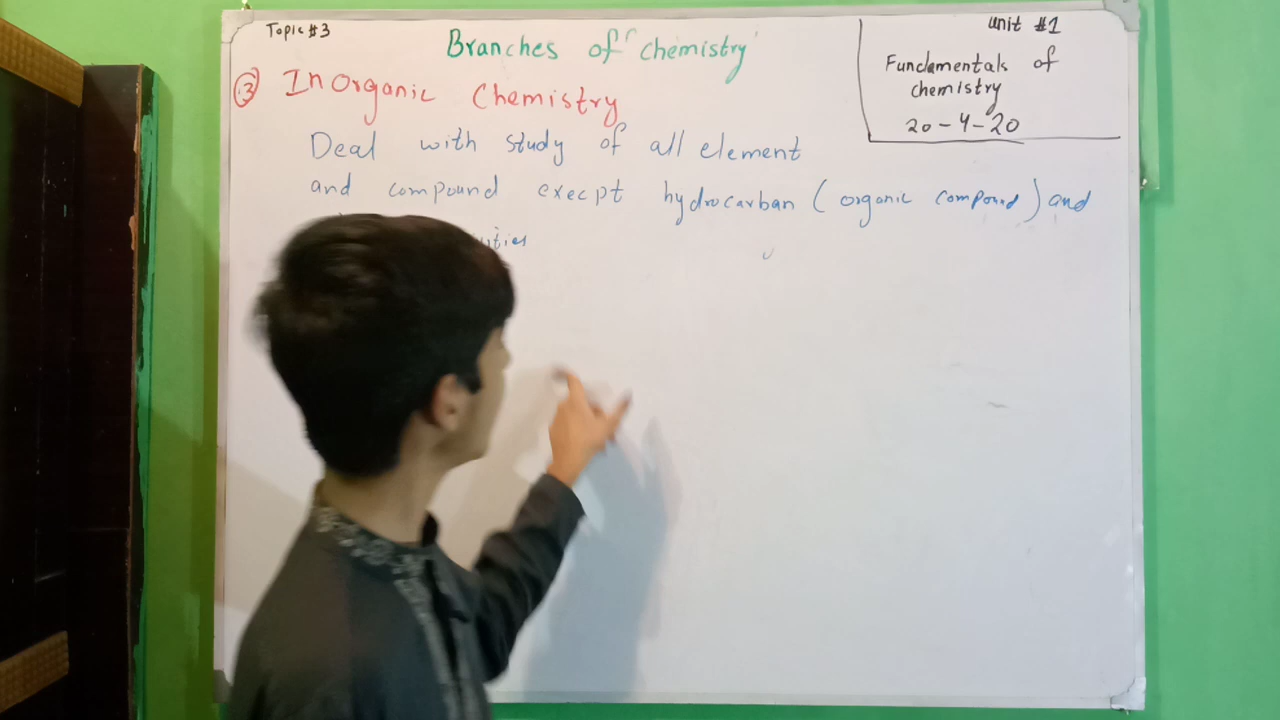 Topic #3
Branches of "Chemistry"
Unit #1
Fundamentals of
chemistry
20-4-20
③ InOrganic Chemistry
Deal with study of all element
and compound execpt hydrocarban (organic compound) and